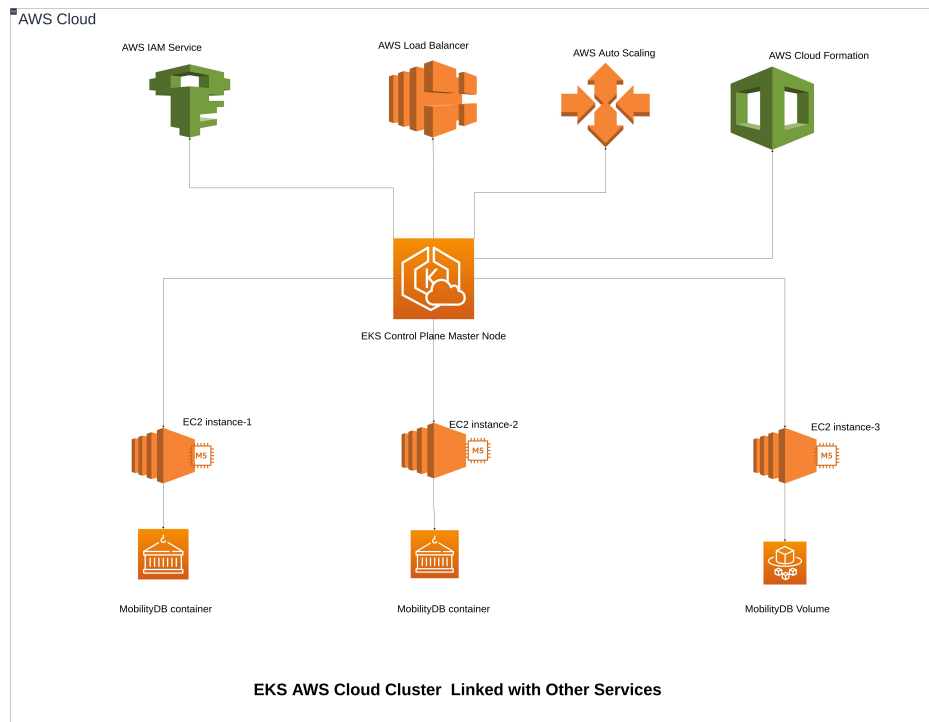 AWS Cloud
AWS IAM Service
AWS Load Balancer
AWS Auto Scaling
AWS Cloud Formation
K
EKS Control Plane Master Node
EC2 instance-1
EC2 instance-2
EC2 instance-3
M5
M5
M5
MobilityDB container
MobilityDB container
MobilityDB Volume
EKS AWS Cloud Cluster  Linked with Other Services